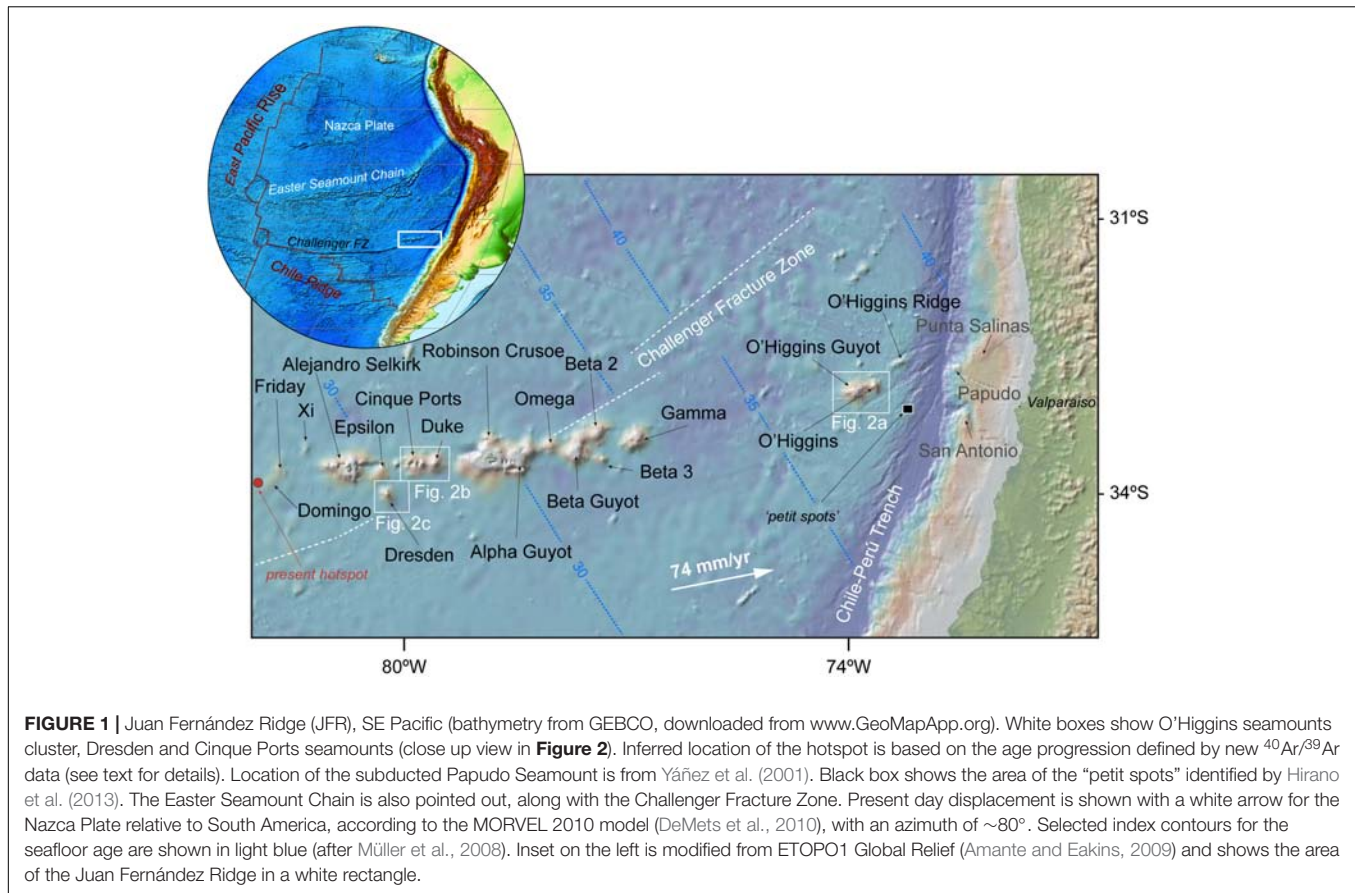 East Pacific Rise
Nazca Plate
Easter Seamount Chain
Challenger FZ
Chile Ridge
31°S
34°S
80°W
74°W
40
40
35
35
30
30
Challenger Fracture Zone
O'Higgins Ridge
Punta Salinas
O'Higgins Guyot
Papudo
Valparaiso
Fig. 2a
O'Higgins
San Antonio
'petit spots'
Chile-Perú Trench
74 mm/yr
Robinson Crusoe
Beta 2
Alejandro Selkirk
Friday
Cinque Ports
Omega
Xi
Epsilon
Duke
Gamma
Fig. 2b
Beta 3
Domingo
Fig. 2c
Beta Guyot
Dresden
Alpha Guyot
present hotspot
FIGURE 1 | Juan Fernández Ridge (JFR), SE Pacific (bathymetry from GEBCO, downloaded from www.GeoMapApp.org). White boxes show O'Higgins seamounts
cluster, Dresden and Cinque Ports seamounts (close up view in Figure 2). Inferred location of the hotspot is based on the age progression defined by new ⁴⁰Ar/³⁹Ar
data (see text for details). Location of the subducted Papudo Seamount is from Yáñez et al. (2001). Black box shows the area of the “petit spots” identified by Hirano
et al. (2013). The Easter Seamount Chain is also pointed out, along with the Challenger Fracture Zone. Present day displacement is shown with a white arrow for the
Nazca Plate relative to South America, according to the MORVEL 2010 model (DeMets et al., 2010), with an azimuth of ~80°. Selected index contours for the
seafloor age are shown in light blue (after Müller et al., 2008). Inset on the left is modified from ETOPO1 Global Relief (Amante and Eakins, 2009) and shows the area
of the Juan Fernández Ridge in a white rectangle.